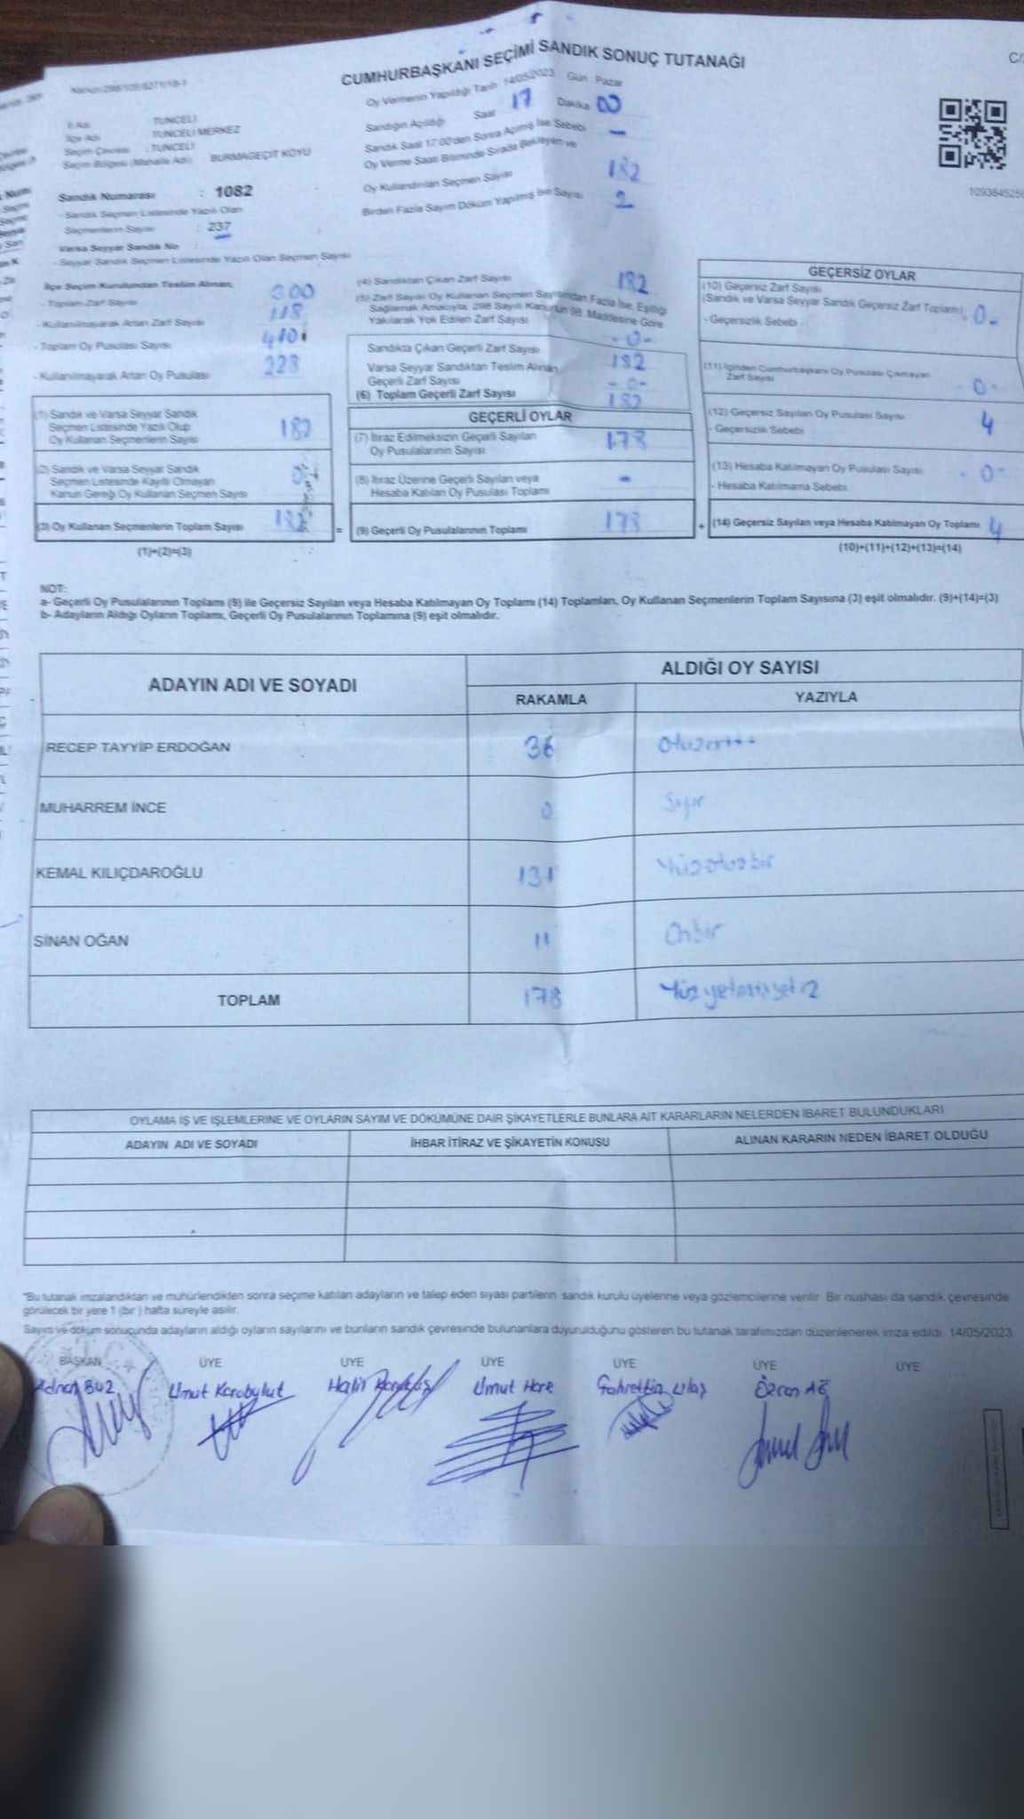 CUMHURBAŞKANI SEÇİMİ SANDIK SONUÇ TUTANAĞI
İl Adı TUNCELİ
İlçe Adı TUNCELİ MERKEZ
Seçim Çevresi : TUNCELİ
Seçim Bölgesi (Mahalle Adı) BURMAGEÇİT KÖYÜ
Sandık Numarası : 1082
- Sandık Seçmen Listesinde Yazılı Olan
Seçmenlerin Sayısı : 237
Varsa Seyyar Sandık No
- Seyyar Sandık Seçmen Listesinde Yazılı Olan Seçmen Sayısı
Oy Vermenin Yapıldığı Tarih 14/05/2023 Gün Pazar
Sandığın Açıldığı Saat 17 Dakika 00
Sandık Saat 17:00'den Sonra Açılmış İse Sebebi -
Oy Verme Saati Bitiminde Sırada Bekleyen ve
Oy Kullandırılan Seçmen Sayısı 182
Birden Fazla Sayım Döküm Yapılmış İse Sayısı 2
İlçe Seçim Kurulundan Teslim Alınan;
- Toplam Zarf Sayısı 300
- Kullanılmayarak Artan Zarf Sayısı 118
- Toplam Oy Pusulası Sayısı
- Kullanılmayarak Artan Oy Pusulası
(1) Sandık ve Varsa Seyyar Sandık
Seçmen Listesinde Yazılı Olup
Oy Kullanan Seçmenlerin Sayısı 182
(2) Sandık ve Varsa Seyyar Sandık
Seçmen Listesinde Kayıtlı Olmayan
Kanun Gereği Oy Kullanan Seçmen Sayısı
(3) Oy Kullanan Seçmenlerin Toplam Sayısı 182
(1)+(2)=(3)
(4) Sandıktan Çıkan Zarf Sayısı 182
(5) Zarf Sayısı Oy Kullanan Seçmen Sayısından Fazla İse, Eşitliği
Sağlamak Amacıyla, 298 Sayılı Kanun'un 98. Maddesine Göre
Yakılarak Yok Edilen Zarf Sayısı -0-
Sandıkta Çıkan Geçerli Zarf Sayısı 182
Varsa Seyyar Sandıktan Teslim Alınan
Geçerli Zarf Sayısı -0-
(6) Toplam Geçerli Zarf Sayısı 182
GEÇERLİ OYLAR
(7) İtiraz Edilmeksizin Geçerli Sayılan
Oy Pusulalarının Sayısı 178
(8) İtiraz Üzerine Geçerli Sayılan veya
Hesaba Katılan Oy Pusulası Toplamı -
= (9) Geçerli Oy Pusulalarının Toplamı 178
GEÇERSİZ OYLAR
(10) Geçersiz Zarf Sayısı
(Sandık ve Varsa Seyyar Sandık Geçersiz Zarf Toplamı) -0-
- Geçersizlik Sebebi
(11) İçinden Cumhurbaşkanı Oy Pusulası Çıkmayan
Zarf Sayısı -0-
(12) Geçersiz Sayılan Oy Pusulası Sayısı 4
- Geçersizlik Sebebi
(13) Hesaba Katılmayan Oy Pusulası Sayısı -0-
- Hesaba Katılmama Sebebi
+ (14) Geçersiz Sayılan veya Hesaba Katılmayan Oy Toplamı 4
(10)+(11)+(12)+(13)=(14)
NOT:
a- Geçerli Oy Pusulalarının Toplamı (9) ile Geçersiz Sayılan veya Hesaba Katılmayan Oy Toplamı (14) Toplamları, Oy Kullanan Seçmenlerin Toplam Sayısına (3) eşit olmalıdır. (9)+(14)=(3)
b- Adayların Aldığı Oyların Toplamı, Geçerli Oy Pusulalarının Toplamına (9) eşit olmalıdır.
ADAYIN ADI VE SOYADI ALDIĞI OY SAYISI
RAKAMLA YAZIYLA
RECEP TAYYİP ERDOĞAN 36
MUHARREM İNCE 0 Sıfır
KEMAL KILIÇDAROĞLU 131 Yüzotuzbir
SİNAN OĞAN 11 Onbir
TOPLAM 178
OYLAMA İŞ VE İŞLEMLERİNE VE OYLARIN SAYIM VE DÖKÜMÜNE DAİR ŞİKAYETLERLE BUNLARA AİT KARARLARIN NELERDEN İBARET BULUNDUKLARI
ADAYIN ADI VE SOYADI İHBAR İTİRAZ VE ŞİKAYETİN KONUSU ALINAN KARARIN NEDEN İBARET OLDUĞU
"Bu tutanak imzalandıktan ve mühürlendikten sonra seçime katılan adayların ve talep eden siyasi partilerin sandık kurulu üyelerine veya gözlemcilerine verilir. Bir nüshası da sandık çevresinde
görülecek bir yere 1 (bir ) hafta süreyle asılır.
Sayım ve döküm sonucunda adayların aldığı oyların sayılarını ve bunların sandık çevresinde bulunanlara duyurulduğunu gösteren bu tutanak tarafımızdan düzenlenerek imza edildi. 14/05/2023
BAŞKAN ÜYE ÜYE ÜYE ÜYE ÜYE ÜYE
Adnan Buz Umut Karabulut Halil Umut Hare Fahrettin Ulaş Özcan Ağ